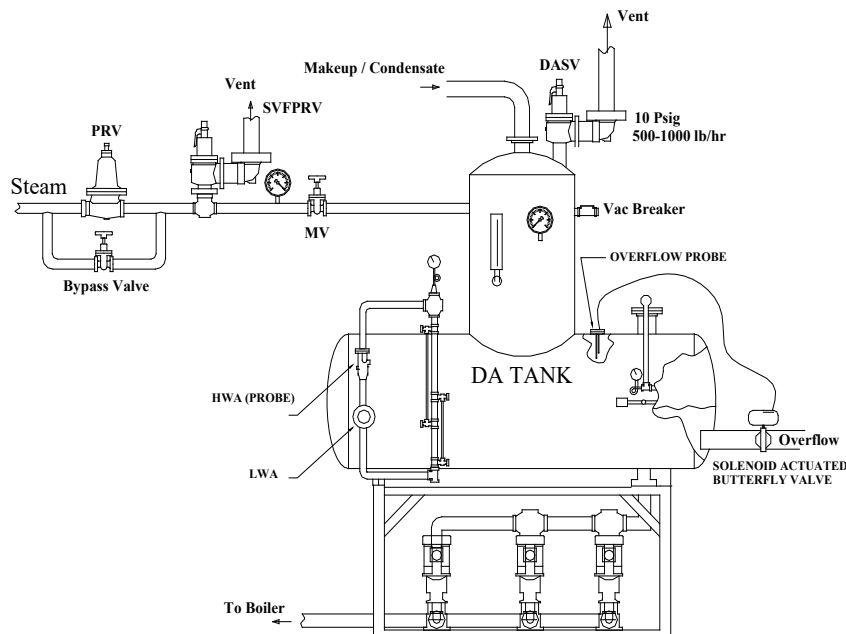 Vent
Makeup / Condensate
DASV
Vent
SVFPRV
10 Psig
500-1000 lb/hr
PRV
Steam
Vac Breaker
MV
OVERFLOW PROBE
Bypass Valve
DA TANK
HWA (PROBE)
Overflow
LWA
SOLENOID ACTUATED
BUTTERFLY VALVE
To Boiler